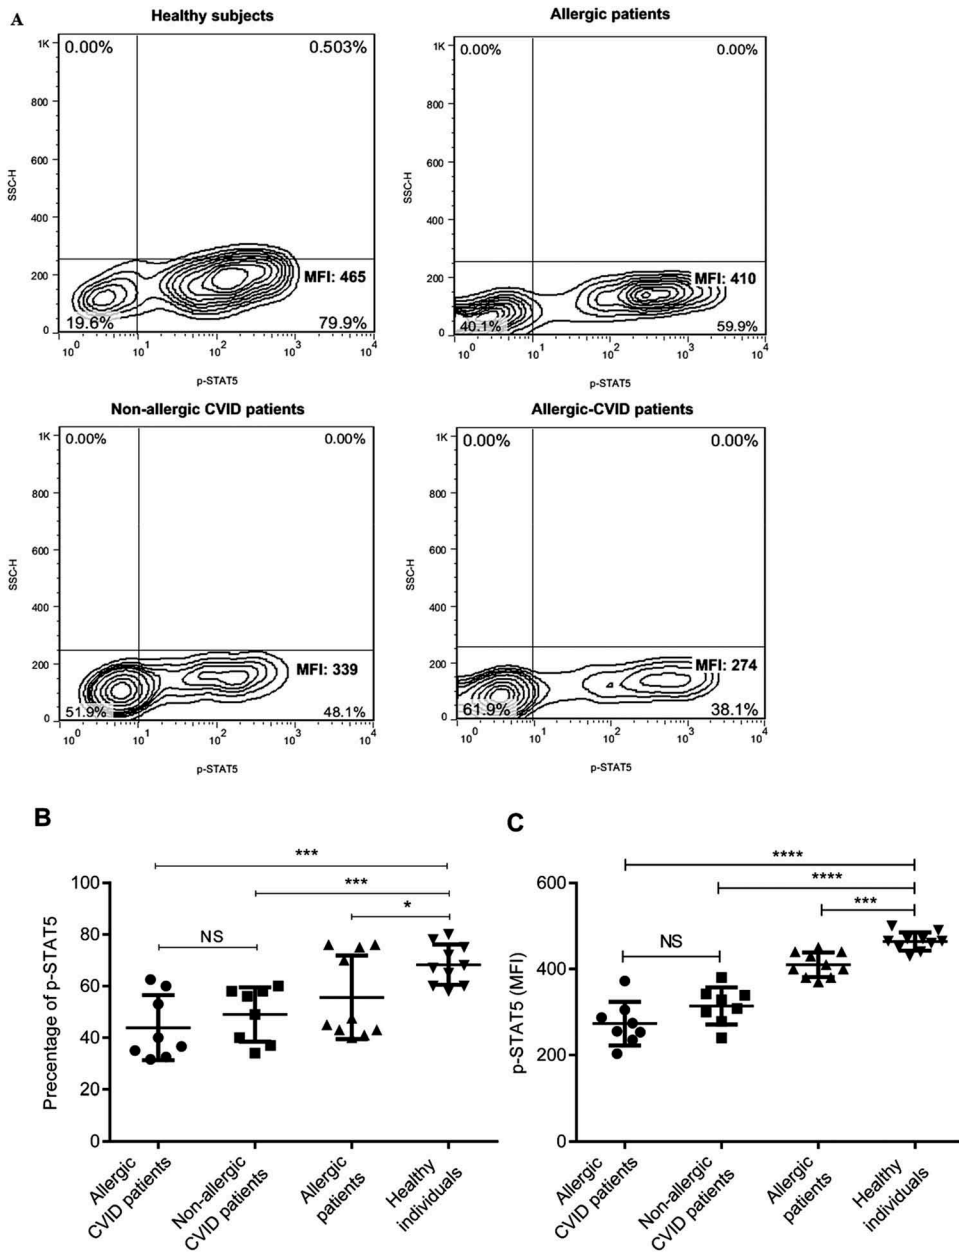 A
Healthy subjects
0.00%
0.503%
1K
800
600
400
200
0
SSC-H
MFI: 465
19.6%
79.9%
10^0
10^1
10^2
10^3
10^4
p-STAT5
Allergic patients
0.00%
0.00%
1K
800
600
400
200
0
SSC-H
MFI: 410
40.1%
59.9%
10^0
10^1
10^2
10^3
10^4
p-STAT5
Non-allergic CVID patients
0.00%
0.00%
1K
800
600
400
200
0
SSC-H
MFI: 339
51.9%
48.1%
10^0
10^1
10^2
10^3
10^4
p-STAT5
Allergic-CVID patients
0.00%
0.00%
1K
800
600
400
200
0
SSC-H
MFI: 274
61.9%
38.1%
10^0
10^1
10^2
10^3
10^4
p-STAT5
B
***
***
*
NS
100
80
60
40
20
0
Precentage of p-STAT5
Allergic
CVID patients
Non-allergic
CVID patients
Allergic
patients
Healthy
individuals
C
****
****
***
NS
600
400
200
0
p-STAT5 (MFI)
Allergic
CVID patients
Non-allergic
CVID patients
Allergic
patients
Healthy
individuals